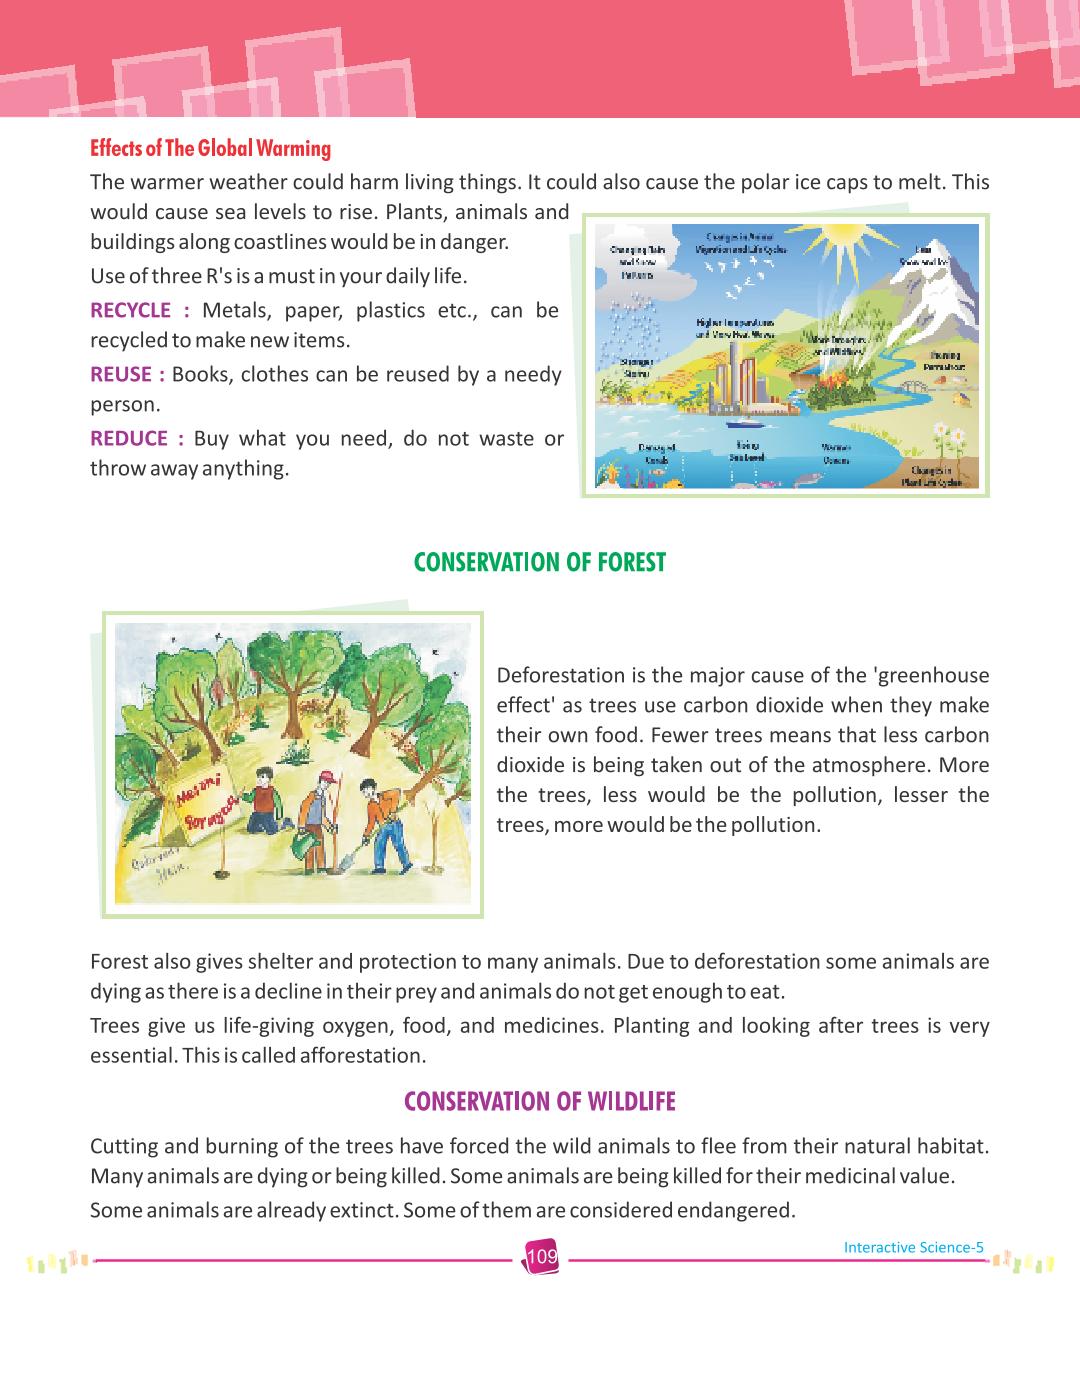 Effects of The Global Warming
The warmer weather could harm living things. It could also cause the polar ice caps to melt. This
would cause sea levels to rise. Plants, animals and
buildings along coastlines would be in danger.
Use of three R's is a must in your daily life.
RECYCLE : Metals, paper, plastics etc., can be
recycled to make new items.
REUSE : Books, clothes can be reused by a needy
person.
REDUCE : Buy what you need, do not waste or
throw away anything.
Changing Rain
and Snow
Patterns
Changes in Animal
Migration and Life Cycles
Less
Snow and Ice
Higher Temperatures
and More Heat Waves
More Droughts
and Wildfires
Stronger
Storms
Thawing
Permafrost
Damaged
Corals
Rising
Sea Level
Warmer
Oceans
Changes in
Plant Life Cycles
CONSERVATION OF FOREST
Deforestation is the major cause of the 'greenhouse
effect' as trees use carbon dioxide when they make
their own food. Fewer trees means that less carbon
dioxide is being taken out of the atmosphere. More
the trees, less would be the pollution, lesser the
trees, more would be the pollution.
Forest also gives shelter and protection to many animals. Due to deforestation some animals are
dying as there is a decline in their prey and animals do not get enough to eat.
Trees give us life-giving oxygen, food, and medicines. Planting and looking after trees is very
essential. This is called afforestation.
CONSERVATION OF WILDLIFE
Cutting and burning of the trees have forced the wild animals to flee from their natural habitat.
Many animals are dying or being killed. Some animals are being killed for their medicinal value.
Some animals are already extinct. Some of them are considered endangered.
Interactive Science-5
109